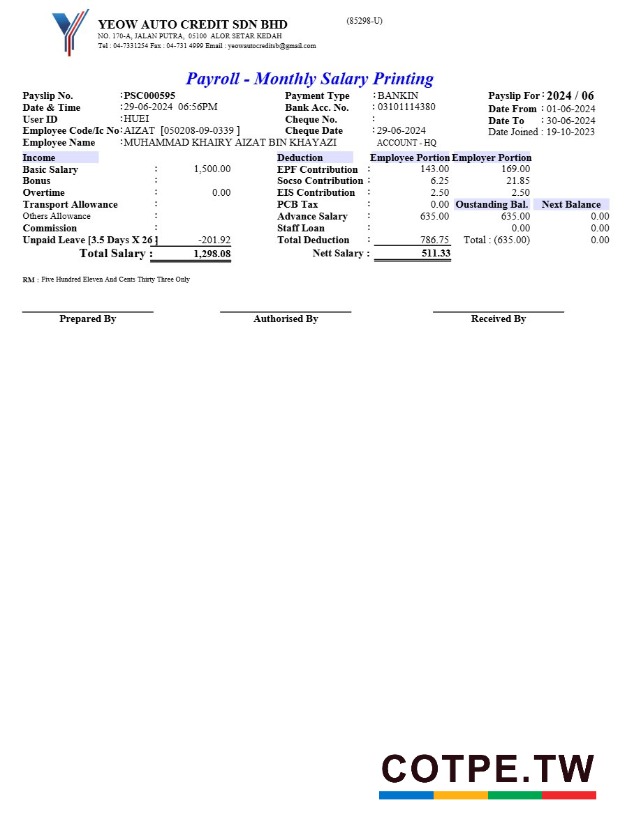 YEOW AUTO CREDIT SDN BHD (85298-U)
NO. 170-A, JALAN PUTRA, 05100 ALOR SETAR KEDAH
Tel : 04-7331254 Fax : 04-731 4999 Email : yeowautocreditsb@gmail.com
Payroll - Monthly Salary Printing
Payslip No. :PSC000595 Payment Type :BANKIN Payslip For :2024 / 06
Date & Time :29-06-2024 06:56PM Bank Acc. No. :03101114380 Date From :01-06-2024
User ID :HUEI Cheque No. : Date To :30-06-2024
Employee Code/Ic No:AIZAT [050208-09-0339 ] Cheque Date :29-06-2024 Date Joined :19-10-2023
Employee Name :MUHAMMAD KHAIRY AIZAT BIN KHAYAZI ACCOUNT - HQ
Income Deduction Employee Portion Employer Portion
Basic Salary : 1,500.00 EPF Contribution : 143.00 169.00
Bonus : Socso Contribution : 6.25 21.85
Overtime : 0.00 EIS Contribution : 2.50 2.50
Transport Allowance : PCB Tax : 0.00 Oustanding Bal. Next Balance
Others Allowance : Advance Salary : 635.00 635.00 0.00
Commission : Staff Loan : 0.00 0.00
Unpaid Leave [3.5 Days X 26 ] -201.92 Total Deduction : 786.75 Total : (635.00) 0.00
Total Salary : 1,298.08 Nett Salary : 511.33
RM : Five Hundred Eleven And Cents Thirty Three Only
Prepared By Authorised By Received By
COTPE.TW